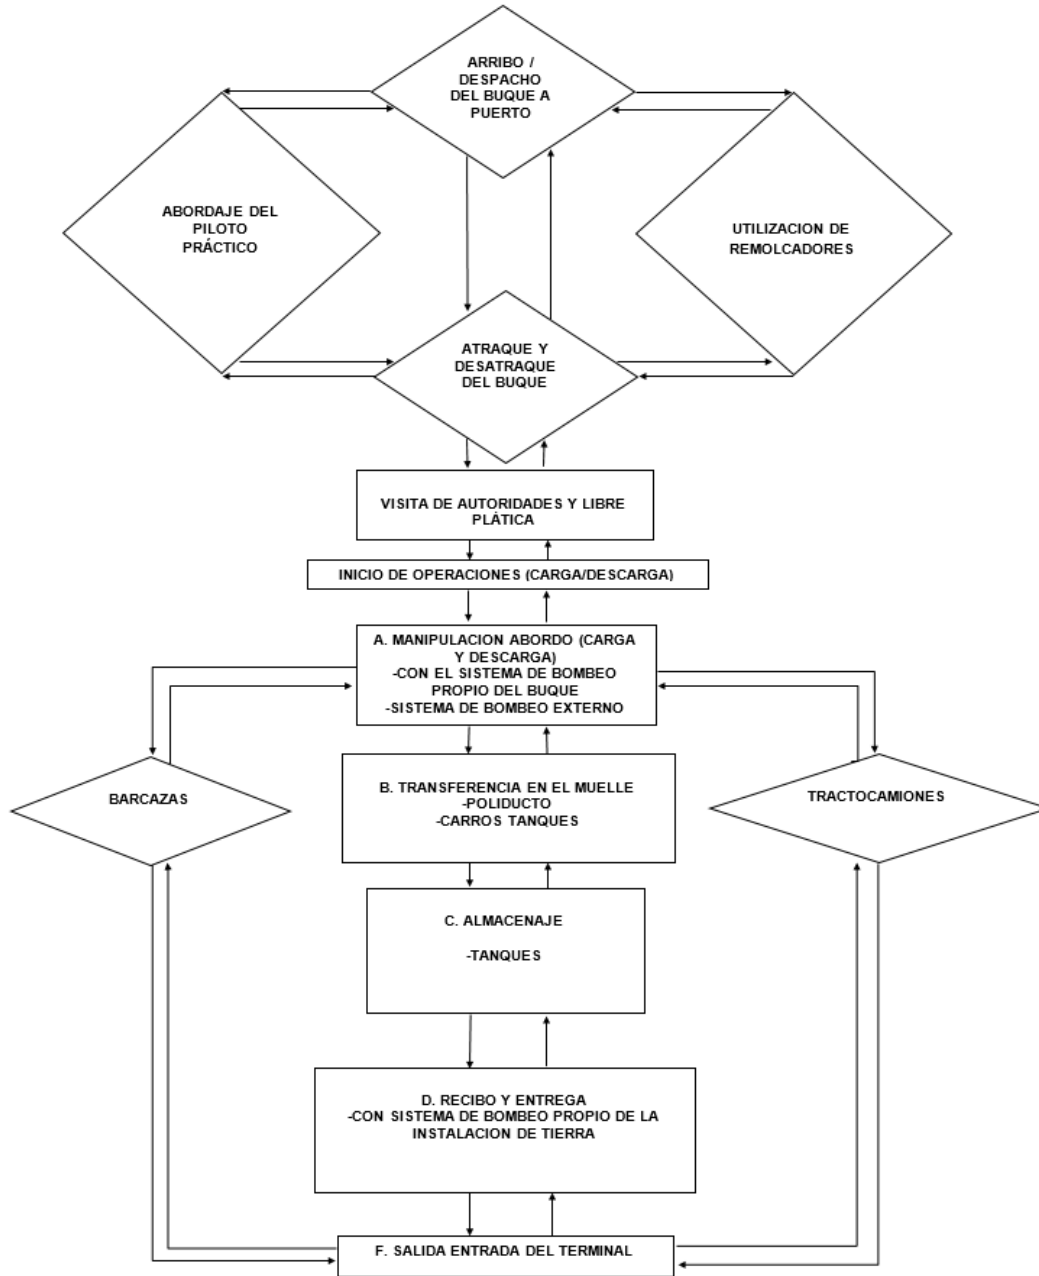 ARRIBO /
DESPACHO
DEL BUQUE A
PUERTO
ABORDAJE DEL
PILOTO
PRÁCTICO
UTILIZACION DE
REMOLCADORES
ATRAQUE Y
DESATRAQUE
DEL BUQUE
VISITA DE AUTORIDADES Y LIBRE
PLÁTICA
INICIO DE OPERACIONES (CARGA/DESCARGA)
A. MANIPULACION ABORDO (CARGA
Y DESCARGA)
-CON EL SISTEMA DE BOMBEO
PROPIO DEL BUQUE
-SISTEMA DE BOMBEO EXTERNO
BARCAZAS
B. TRANSFERENCIA EN EL MUELLE
-POLIDUCTO
-CARROS TANQUES
TRACTOCAMIONES
C. ALMACENAJE
-TANQUES
D. RECIBO Y ENTREGA
-CON SISTEMA DE BOMBEO PROPIO DE LA
INSTALACION DE TIERRA
F. SALIDA ENTRADA DEL TERMINAL